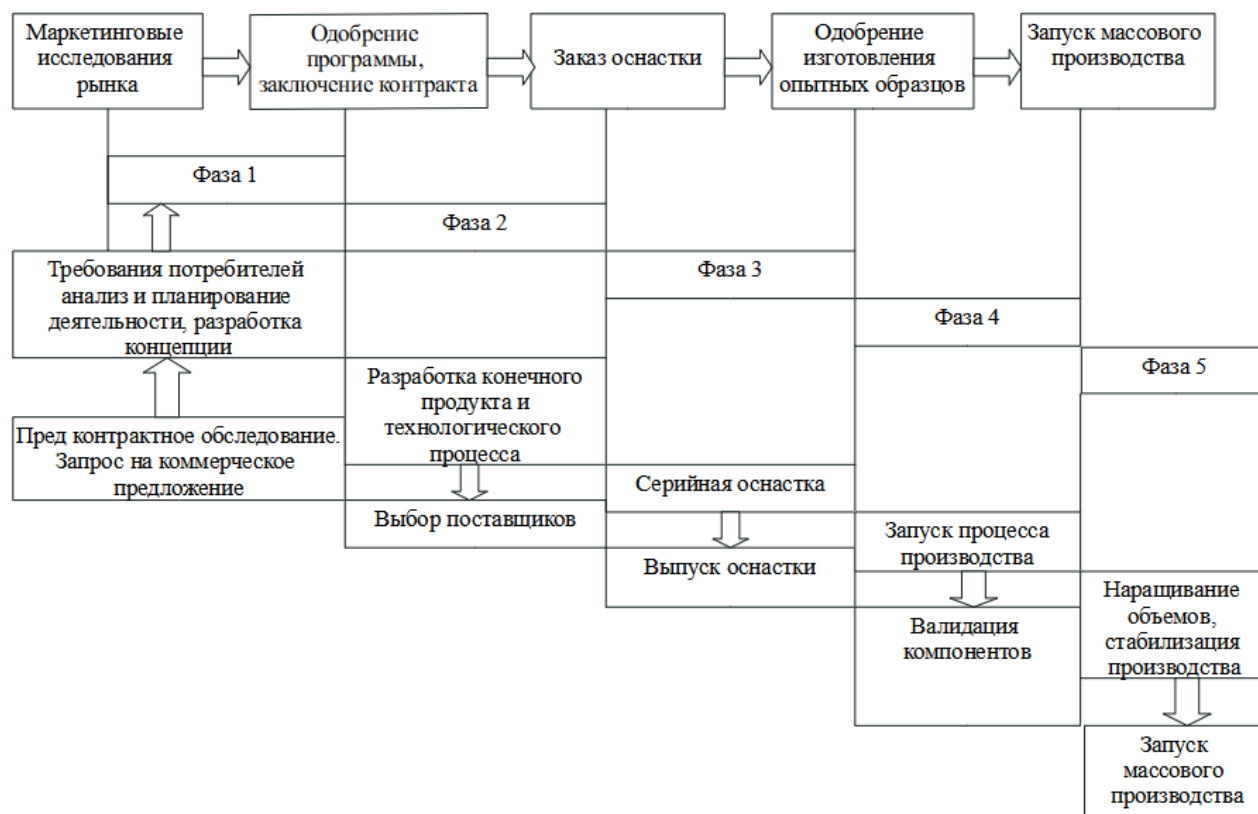 Маркетинговые
исследования
рынка
Одобрение
программы,
заключение контракта
Заказ оснастки
Одобрение
изготовления
опытных образцов
Запуск массового
производства
Фаза 1
Фаза 2
Фаза 3
Фаза 4
Фаза 5
Требования потребителей
анализ и планирование
деятельности, разработка
концепции
Пред контрактное обследование.
Запрос на коммерческое
предложение
Разработка конечного
продукта и
технологического
процесса
Выбор поставщиков
Серийная оснастка
Выпуск оснастки
Запуск процесса
производства
Валидация
компонентов
Наращивание
объемов,
стабилизация
производства
Запуск
массового
производства